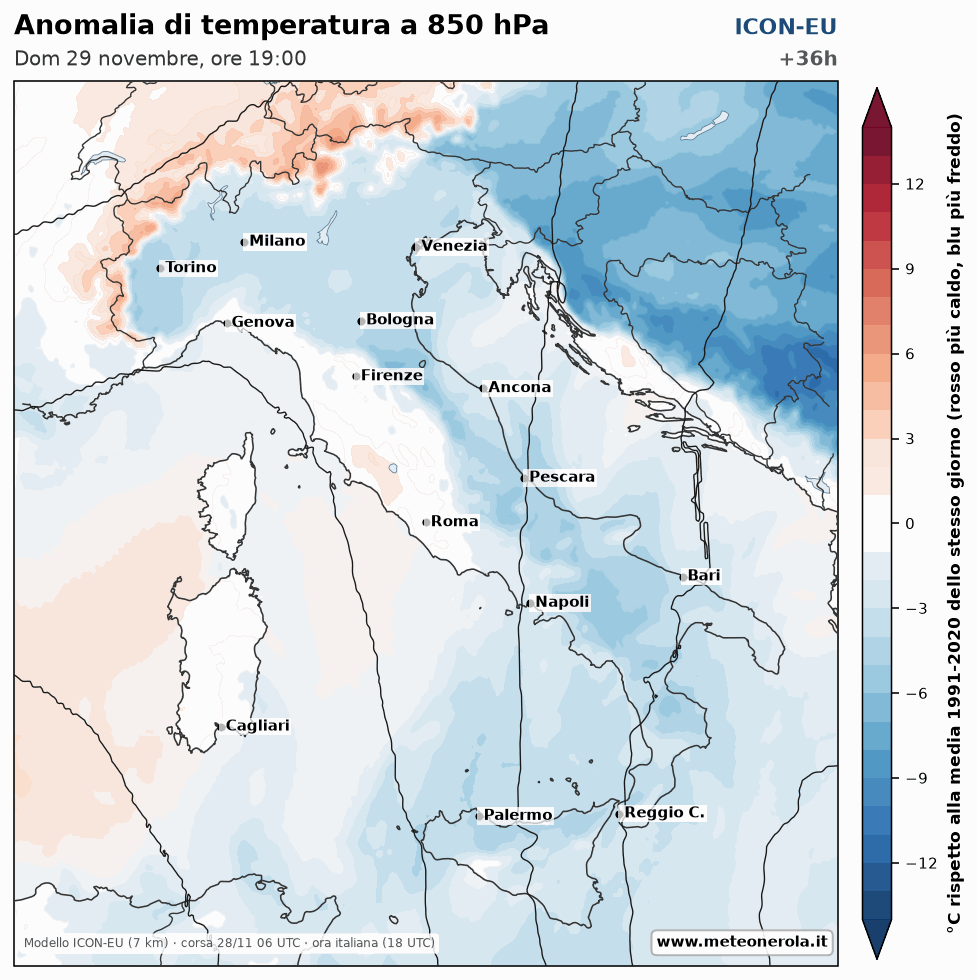 Anomalia di temperatura a 850 hPa
ICON-EU
Dom 29 novembre, ore 19:00
+36h
Milano
Venezia
Torino
Genova
Bologna
Firenze
Ancona
Pescara
Roma
Bari
Napoli
Cagliari
Palermo
Reggio C.
12
9
6
3
0
−3
−6
−9
−12
°C rispetto alla media 1991-2020 dello stesso giorno (rosso più caldo, blu più freddo)
Modello ICON-EU (7 km) · corsa 28/11 06 UTC · ora italiana (18 UTC)
www.meteonerola.it